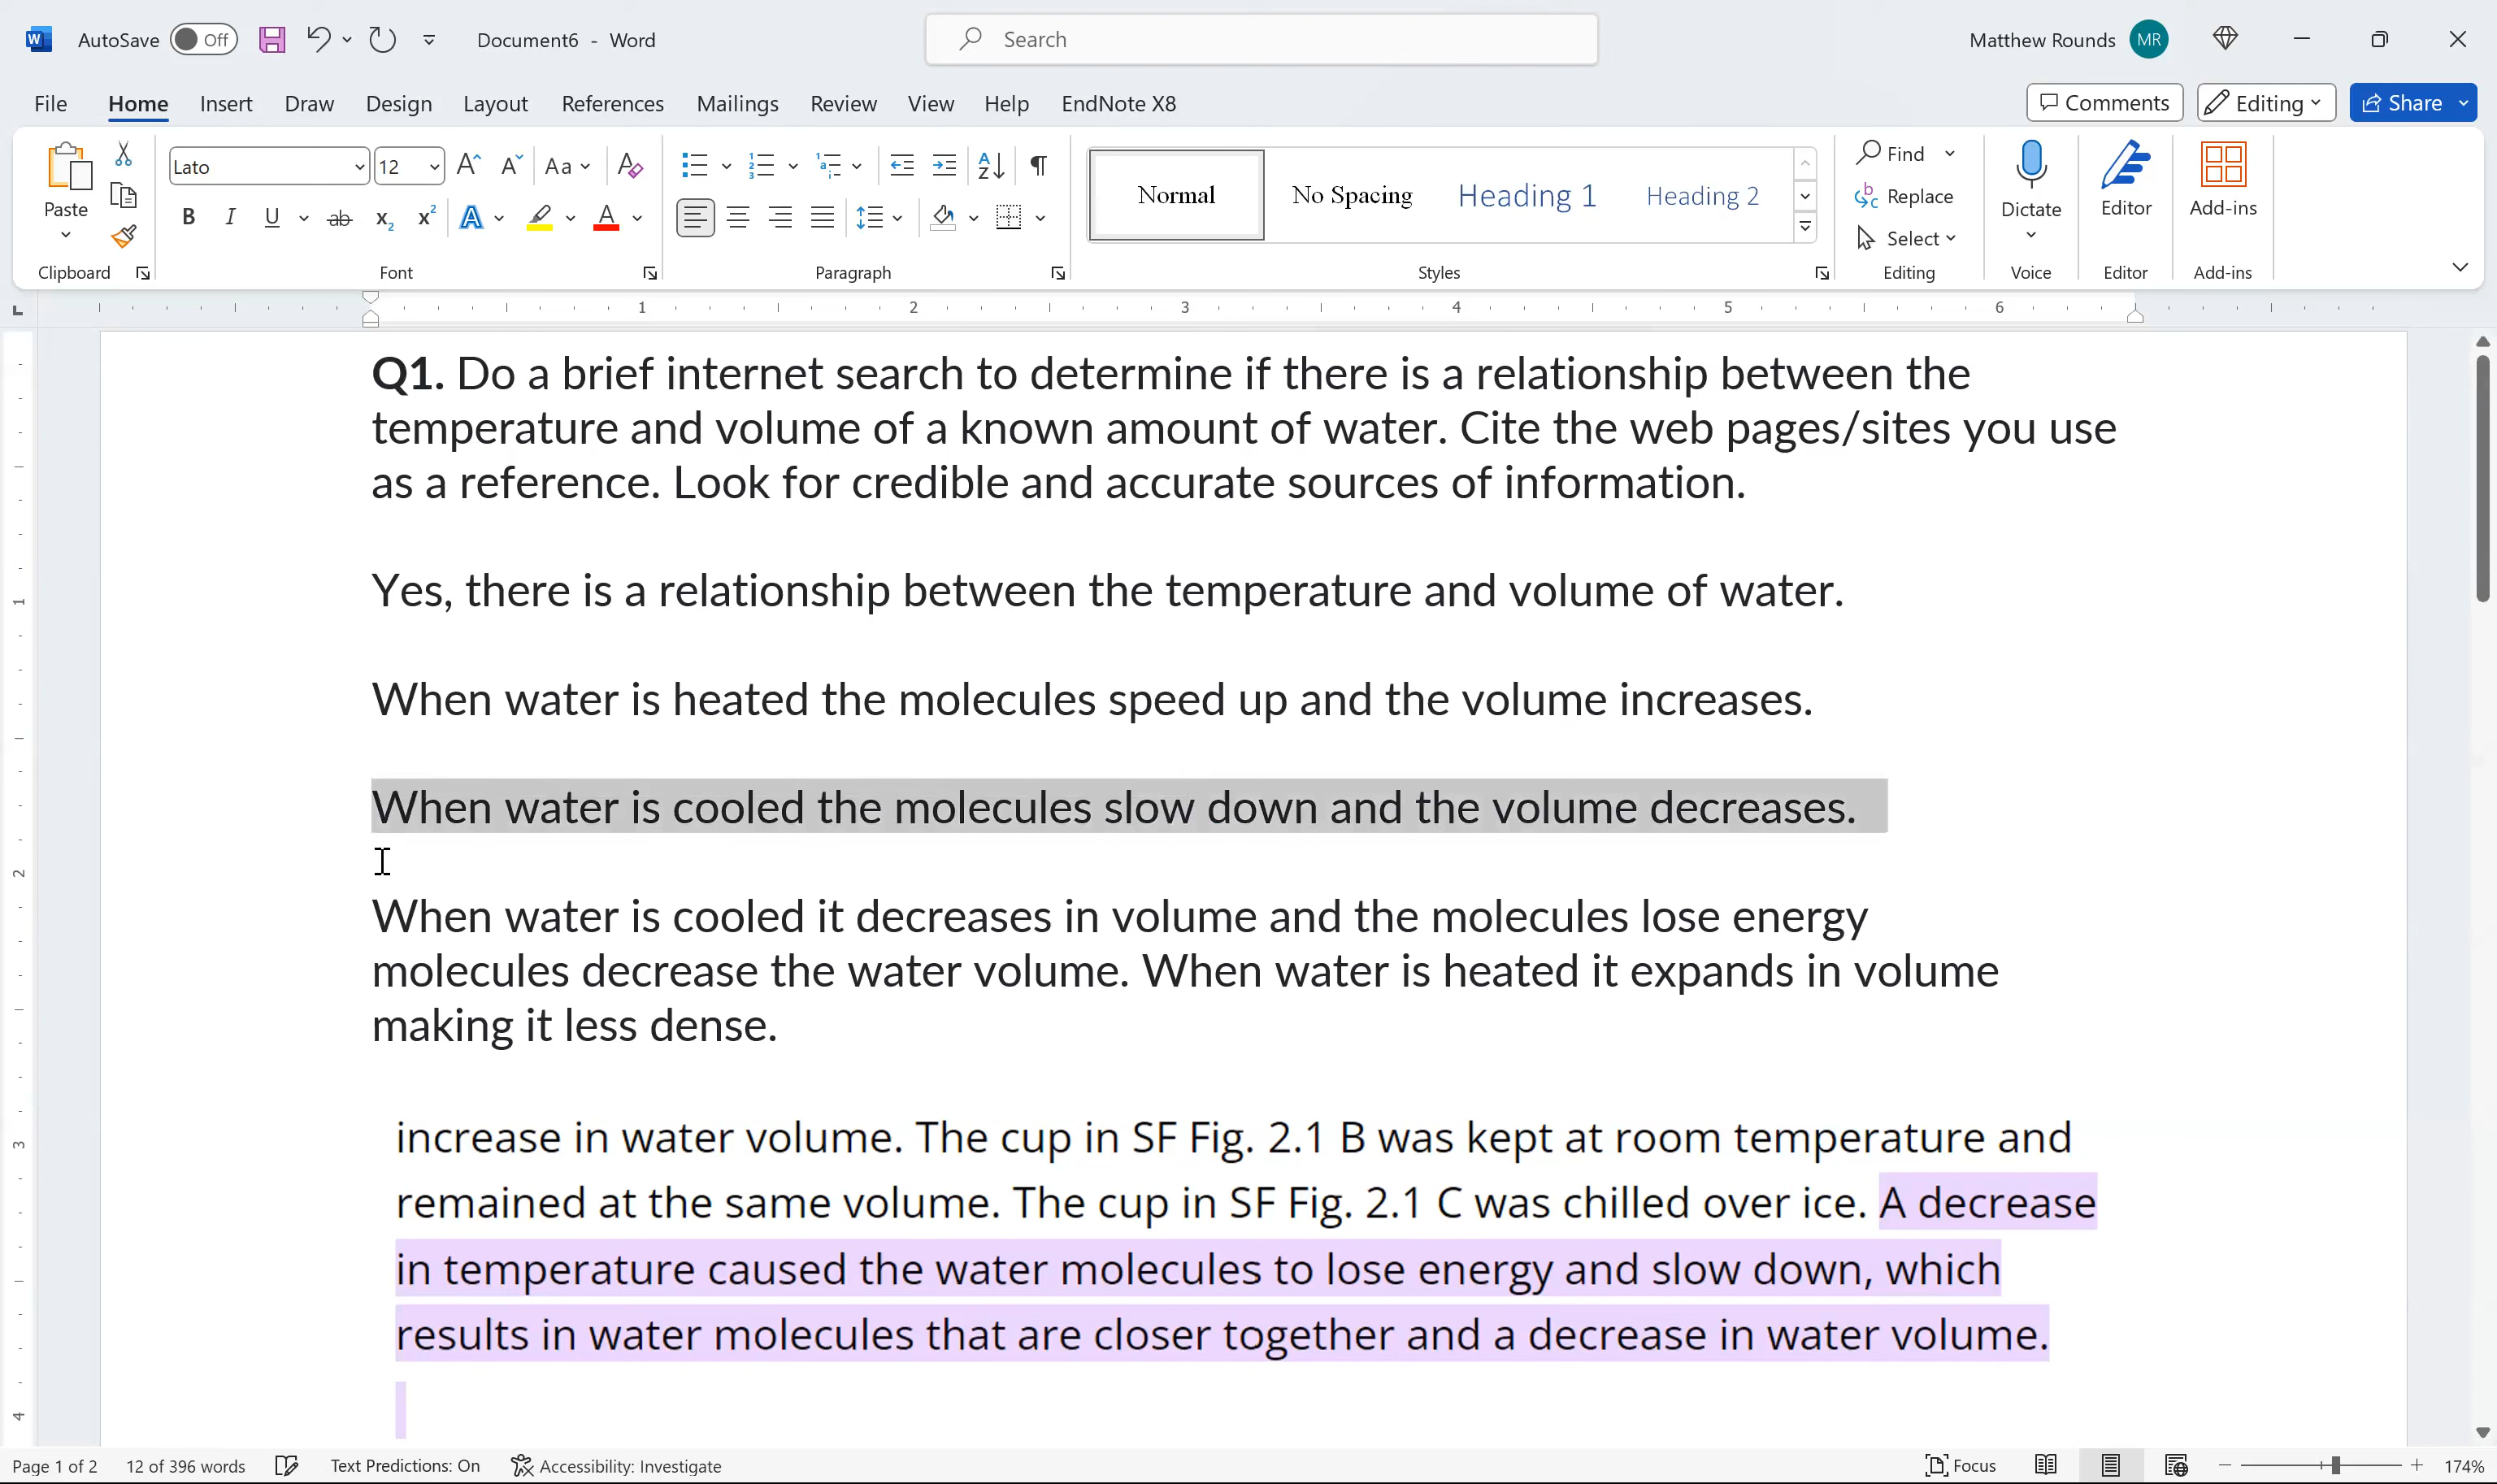 AutoSave Off Document6 - Word Search Matthew Rounds MR
File Home Insert Draw Design Layout References Mailings Review View Help EndNote X8 Comments Editing Share
Paste Lato 12 Aa Normal No Spacing Heading 1 Heading 2 Find Replace Select Dictate Editor Add-ins
Clipboard Font Paragraph Styles Editing Voice Editor Add-ins
1 2 3 4 5 6
Q1. Do a brief internet search to determine if there is a relationship between the
temperature and volume of a known amount of water. Cite the web pages/sites you use
as a reference. Look for credible and accurate sources of information.
Yes, there is a relationship between the temperature and volume of water.
When water is heated the molecules speed up and the volume increases.
When water is cooled the molecules slow down and the volume decreases.
When water is cooled it decreases in volume and the molecules lose energy
molecules decrease the water volume. When water is heated it expands in volume
making it less dense.
increase in water volume. The cup in SF Fig. 2.1 B was kept at room temperature and
remained at the same volume. The cup in SF Fig. 2.1 C was chilled over ice. A decrease
in temperature caused the water molecules to lose energy and slow down, which
results in water molecules that are closer together and a decrease in water volume.
1
2
3
4
Page 1 of 2 12 of 396 words Text Predictions: On Accessibility: Investigate Focus 174%